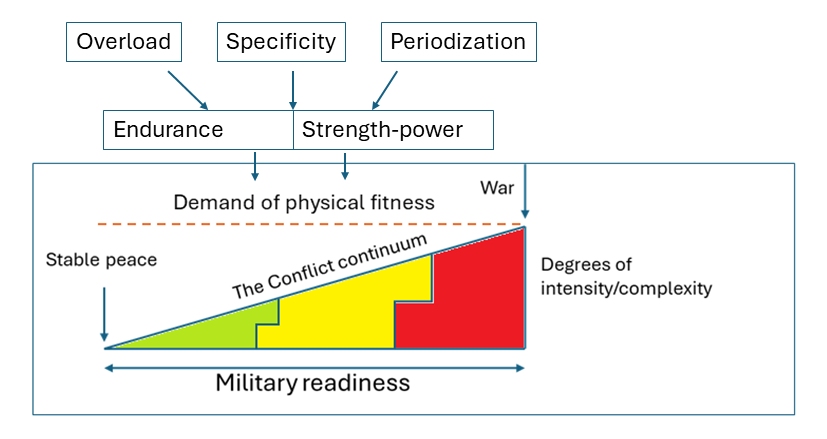 Overload
Specificity
Periodization
Endurance
Strength-power
Demand of physical fitness
War
Stable peace
The Conflict continuum
Degrees of
intensity/complexity
Military readiness